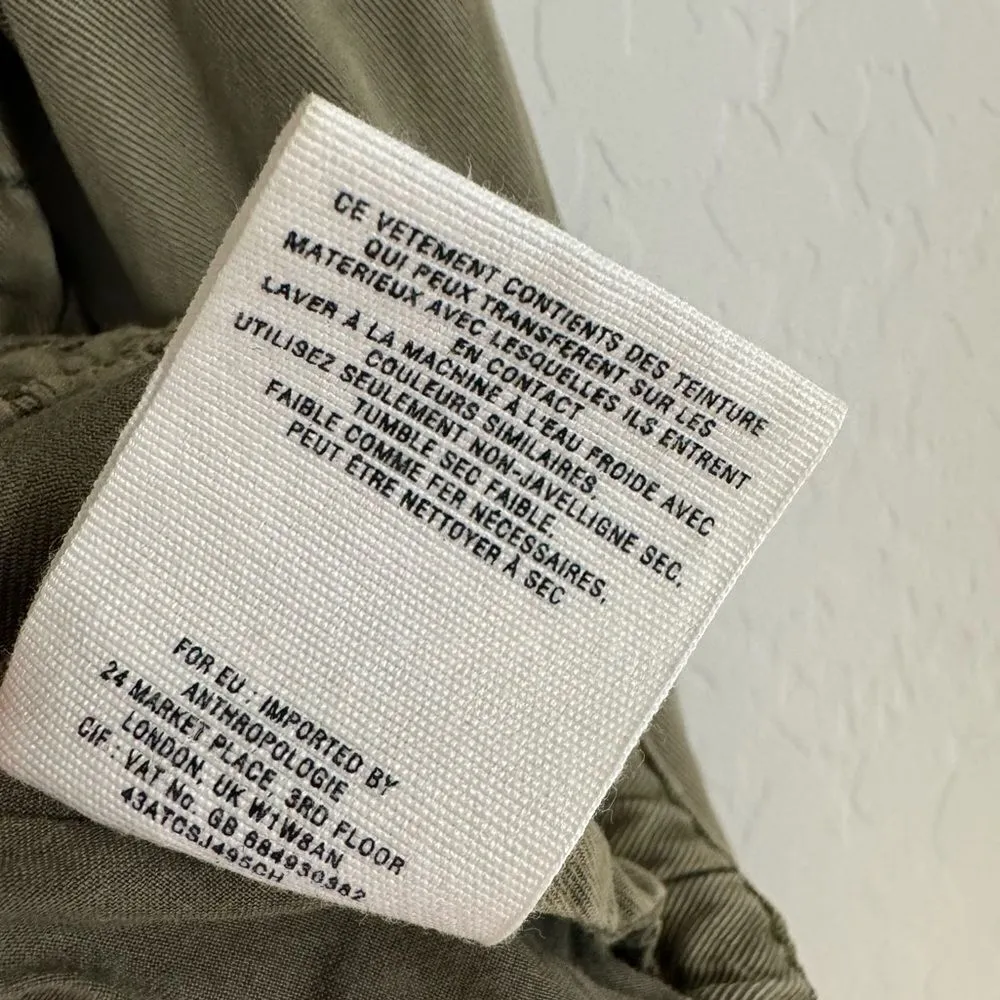 CE VETEMENT CONTIENTS DES TEINTURE
QUI PEUX TRANSFERENT SUR LES
MATERIEUX AVEC LESQUELLES ILS ENTRENT
EN CONTACT
LAVER À LA MACHINE À L'EAU FROIDE AVEC
COULEURS SIMILAIRES.
UTILISEZ SEULEMENT NON-JAVELLIGNE SEC.
TUMBLE SEC FAIBLE.
FAIBLE COMME FER NÉCESSAIRES,
PEUT ÊTRE NETTOYER À SEC
FOR EU : IMPORTED BY
ANTHROPOLOGIE
24 MARKET PLACE, 3RD FLOOR
LONDON, UK W1W8AN
CIF : VAT No. GB 684930382
43ATCSJ495CH